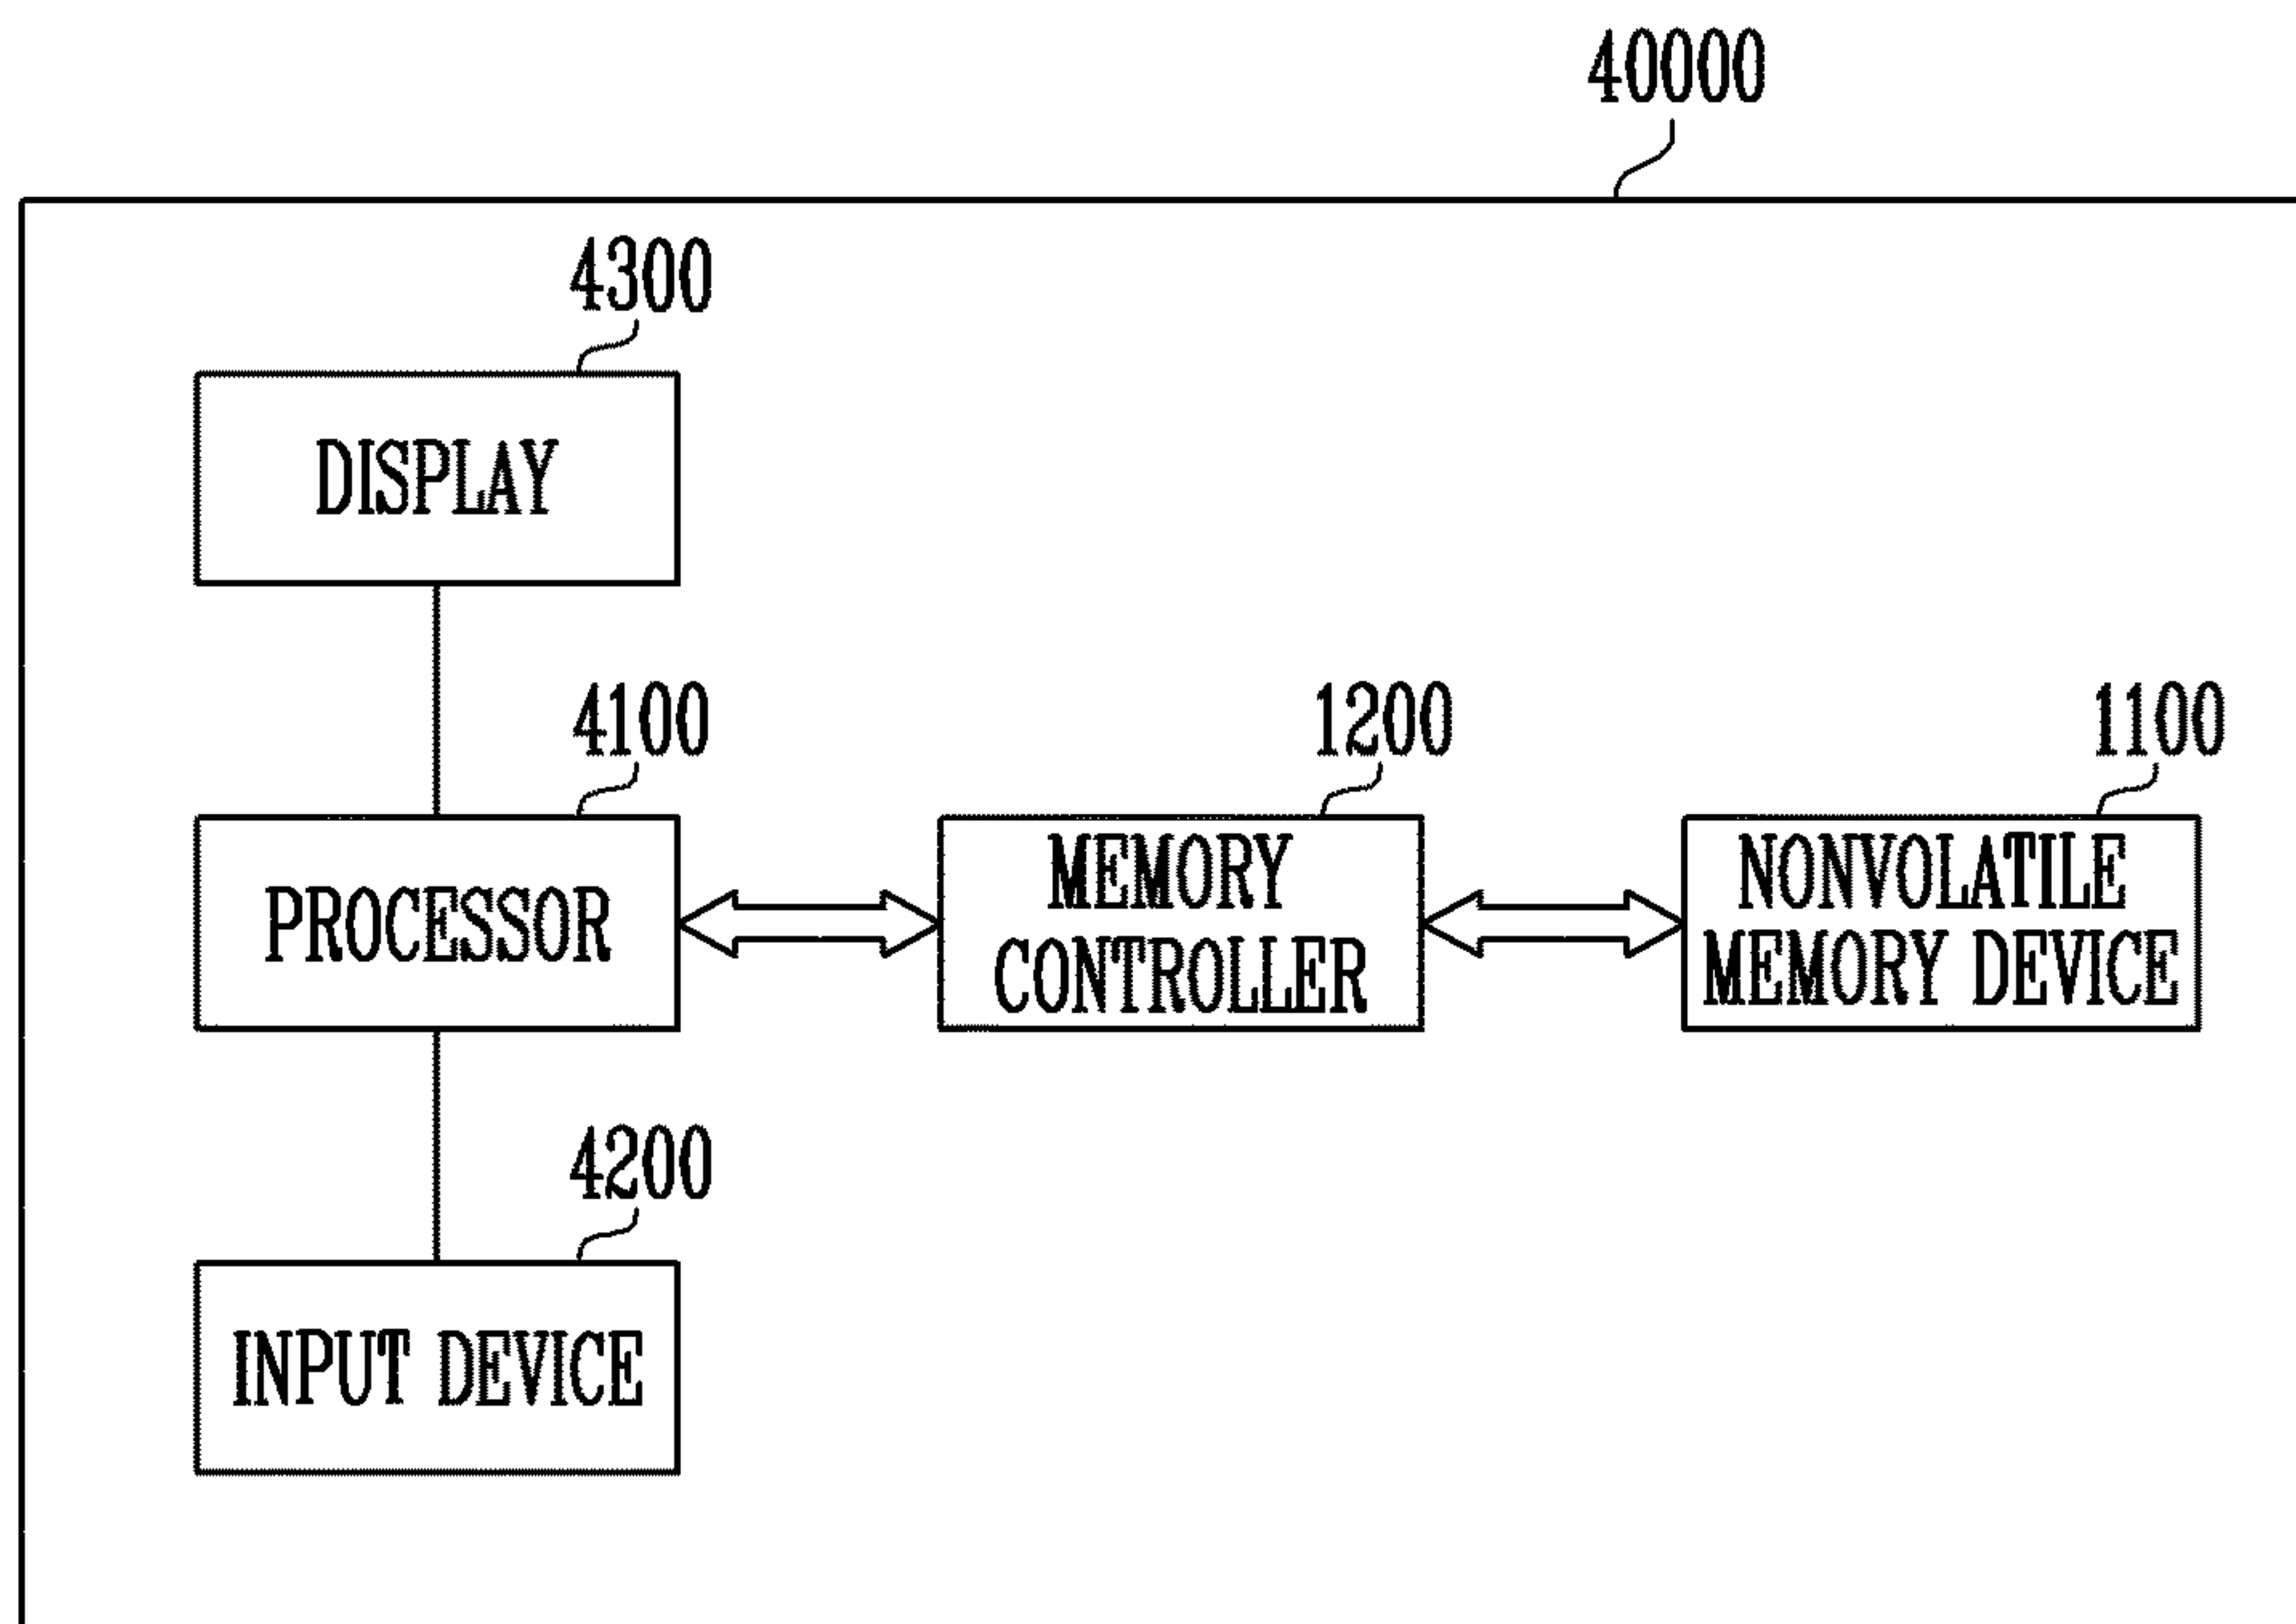 40000
4300
DISPLAY
4100
PROCESSOR
1200
MEMORY
CONTROLLER
1100
NONVOLATILE
MEMORY DEVICE
4200
INPUT DEVICE